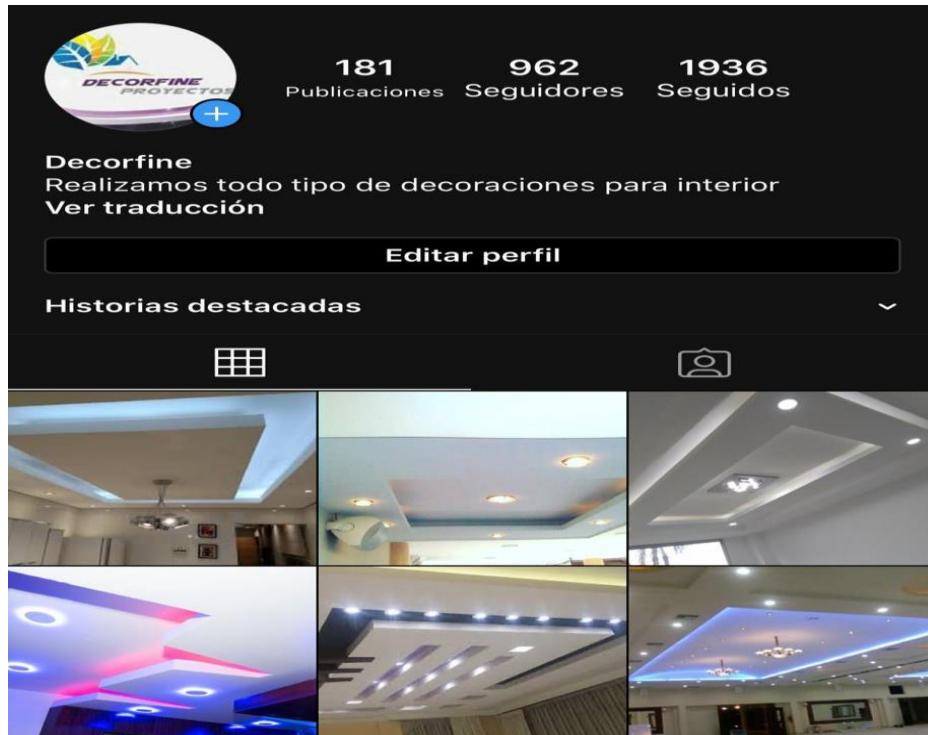 DECORFINE
PROYECTOS
181 962 1936
Publicaciones Seguidores Seguidos
Decorfine
Realizamos todo tipo de decoraciones para interior
Ver traducción
Editar perfil
Historias destacadas